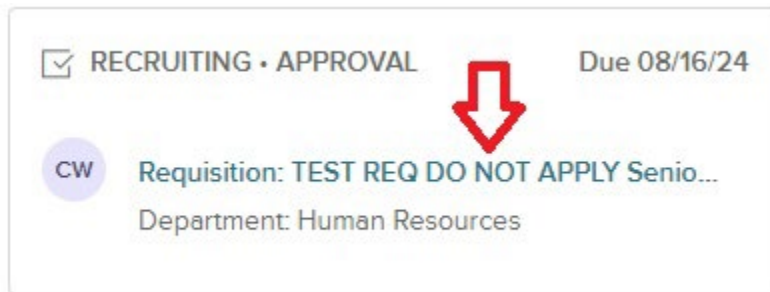 RECRUITING • APPROVAL Due 08/16/24
CW Requisition: TEST REQ DO NOT APPLY Senio...
Department: Human Resources